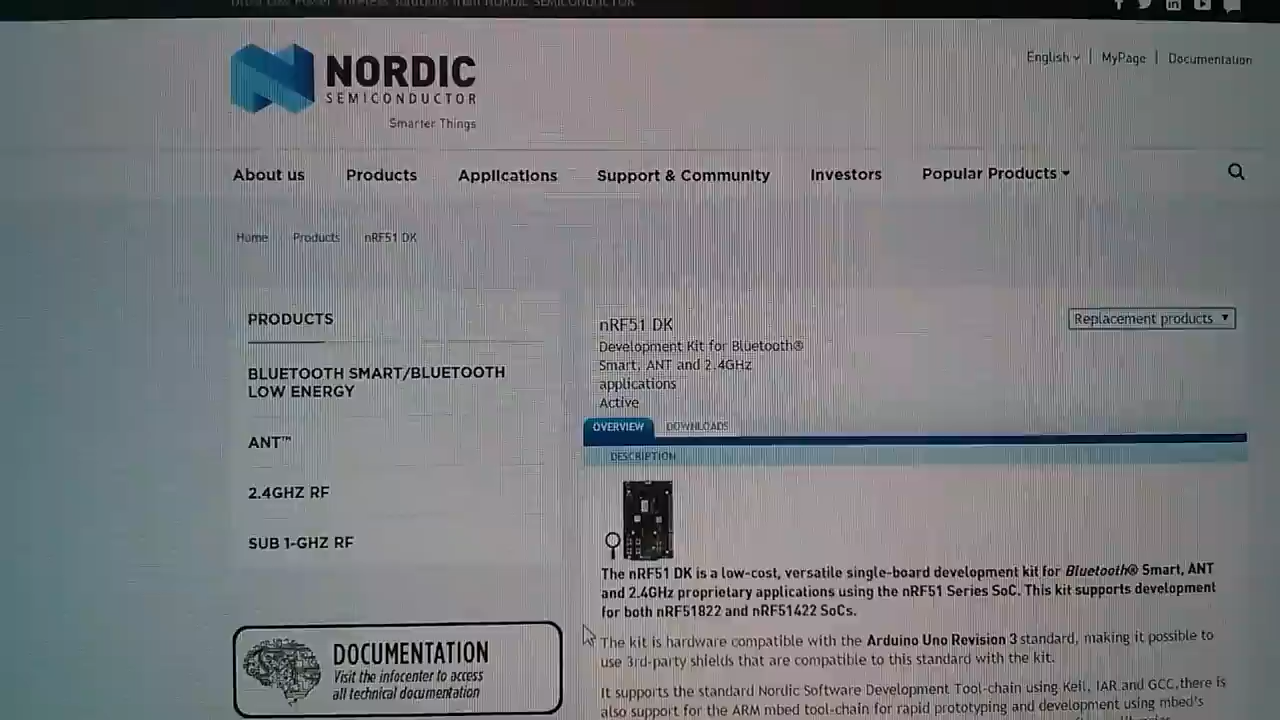 Ultra Low Power Wireless Solutions from NORDIC SEMICONDUCTOR
NORDIC
SEMICONDUCTOR
Smarter Things
English | MyPage | Documentation
About us Products Applications Support & Community Investors Popular Products
Home Products nRF51 DK
PRODUCTS
BLUETOOTH SMART/BLUETOOTH
LOW ENERGY
ANT™
2.4GHZ RF
SUB 1-GHZ RF
DOCUMENTATION
Visit the infocenter to access
all technical documentation
nRF51 DK
Replacement products
Development Kit for Bluetooth®
Smart, ANT and 2.4GHz
applications
Active
OVERVIEW DOWNLOADS
DESCRIPTION
The nRF51 DK is a low-cost, versatile single-board development kit for Bluetooth® Smart, ANT
and 2.4GHz proprietary applications using the nRF51 Series SoC. This kit supports development
for both nRF51822 and nRF51422 SoCs.
The kit is hardware compatible with the Arduino Uno Revision 3 standard, making it possible to
use 3rd-party shields that are compatible to this standard with the kit.
It supports the standard Nordic Software Development Tool-chain using Keil, IAR and GCC,there is
also support for the ARM mbed tool-chain for rapid prototyping and development using mbed's